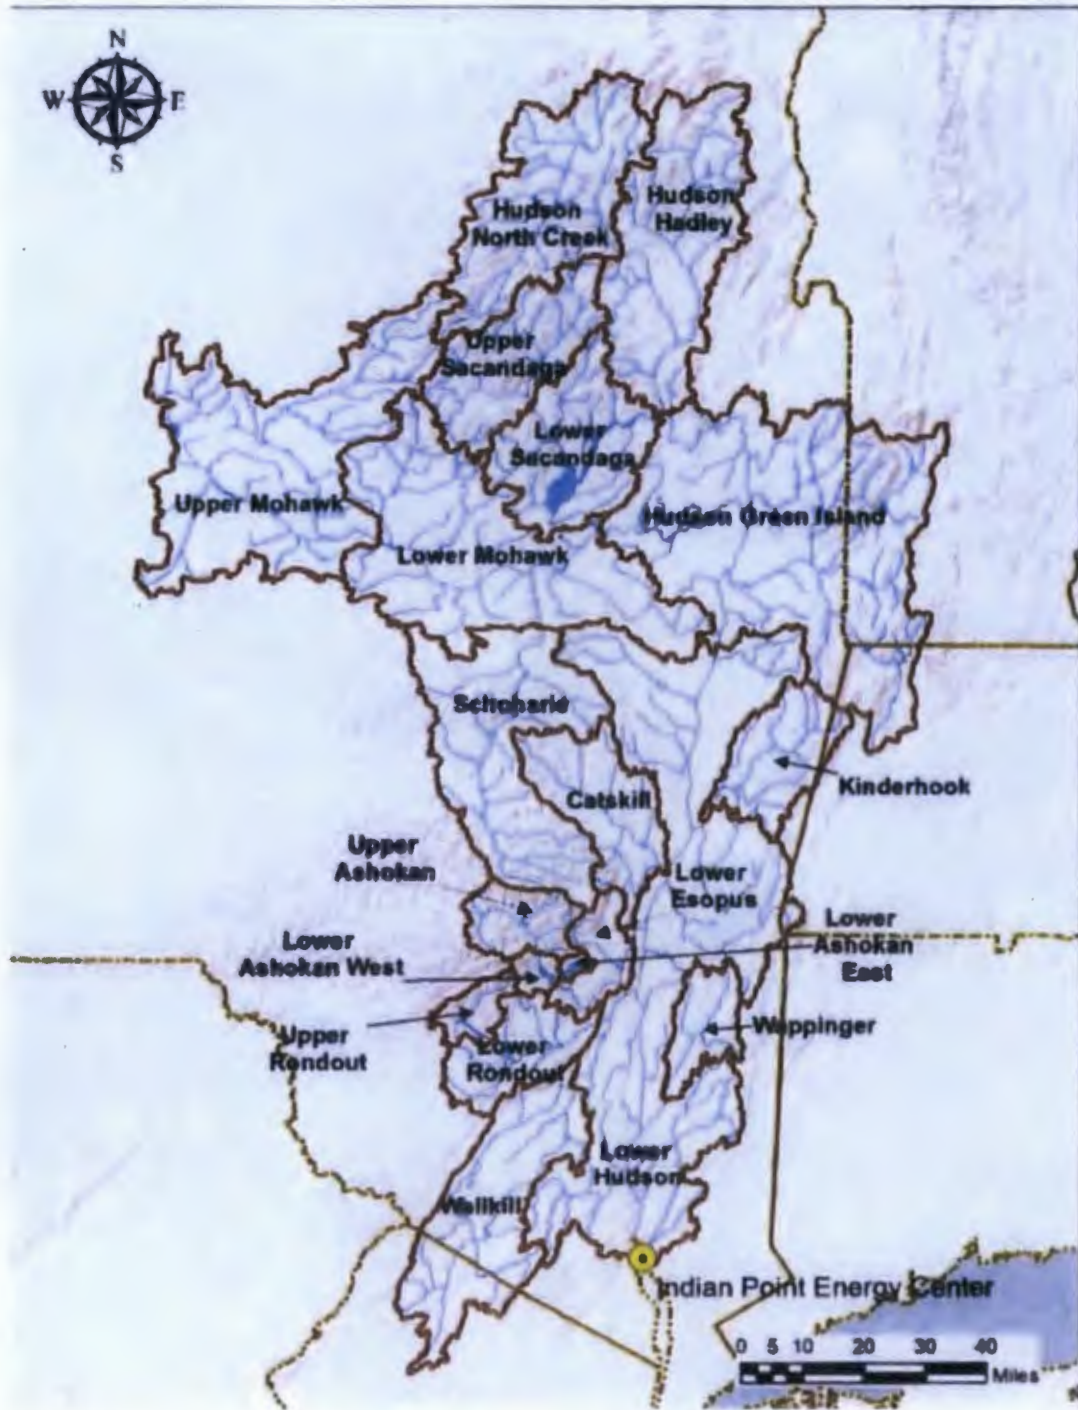 N
W E
S
Hudson
North Creek
Hudson
Hadley
Upper
Sacandaga
Lower
Sacandaga
Upper Mohawk
Lower Mohawk
Hudson Green Island
Schoharie
Catskill
Kinderhook
Upper
Ashokan
Lower
Esopus
Lower
Ashokan West
Lower
Ashokan
East
Upper
Rondout
Lower
Rondout
Wappinger
Lower
Hudson
Wallkill
Indian Point Energy Center
0 5 10 20 30 40
Miles